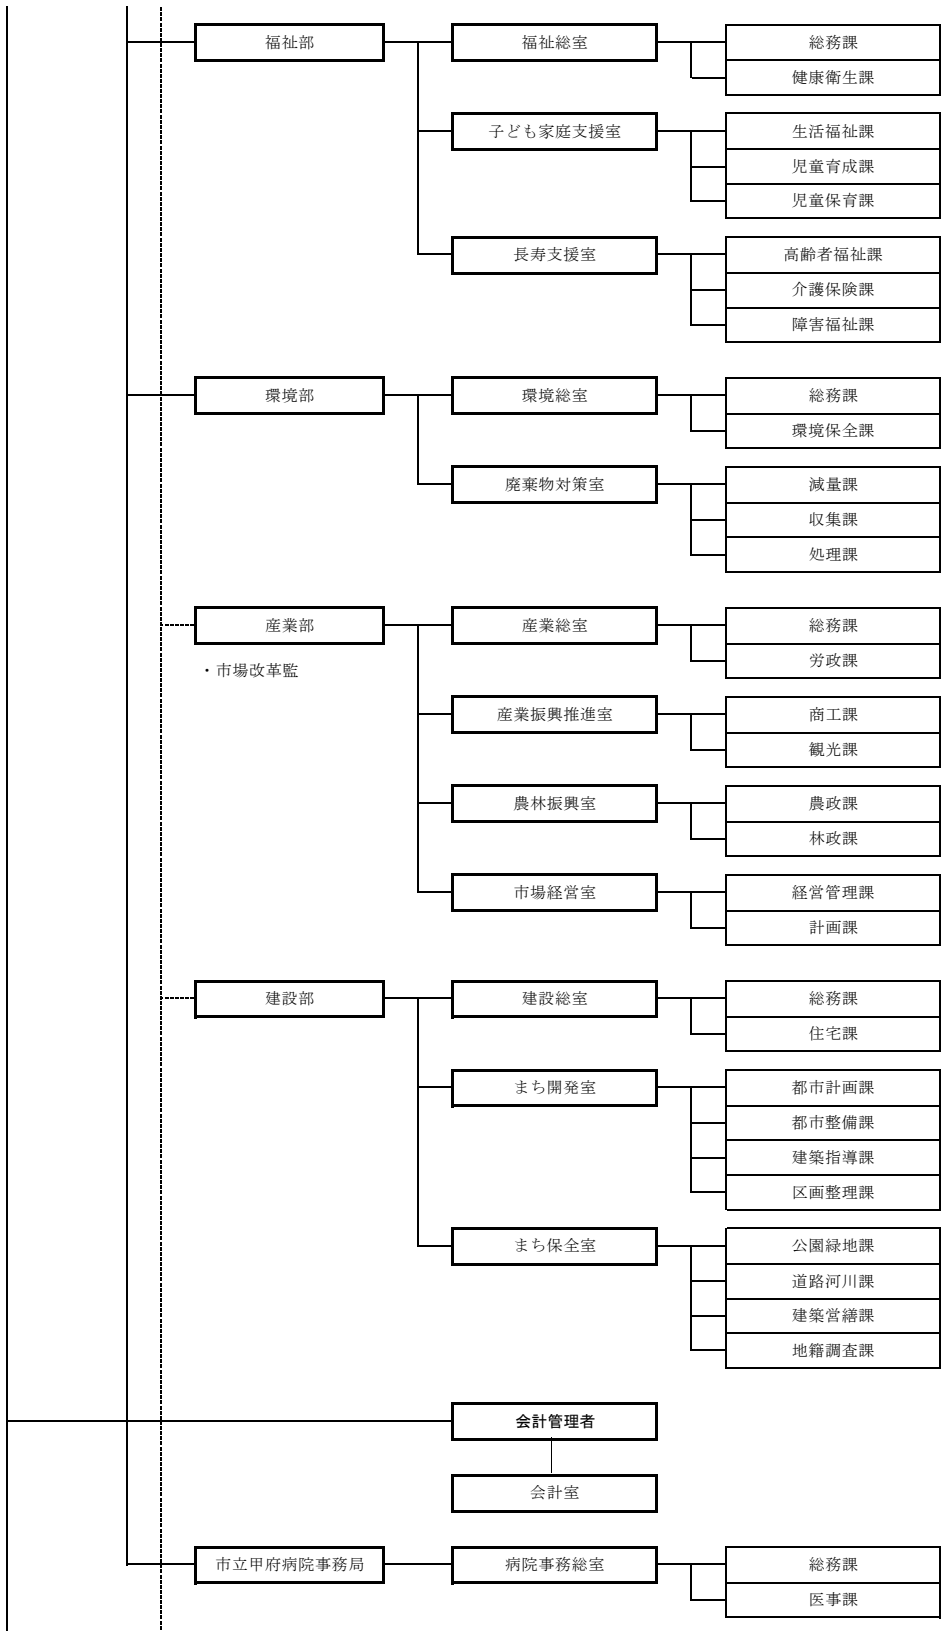 福祉部
福祉総室
総務課
健康衛生課
子ども家庭支援室
生活福祉課
児童育成課
児童保育課
長寿支援室
高齢者福祉課
介護保険課
障害福祉課
環境部
環境総室
総務課
環境保全課
廃棄物対策室
減量課
収集課
処理課
産業部
・市場改革監
産業総室
総務課
労政課
産業振興推進室
商工課
観光課
農林振興室
農政課
林政課
市場経営室
経営管理課
計画課
建設部
建設総室
総務課
住宅課
まち開発室
都市計画課
都市整備課
建築指導課
区画整理課
まち保全室
公園緑地課
道路河川課
建築営繕課
地籍調査課
会計管理者
会計室
市立甲府病院事務局
病院事務総室
総務課
医事課